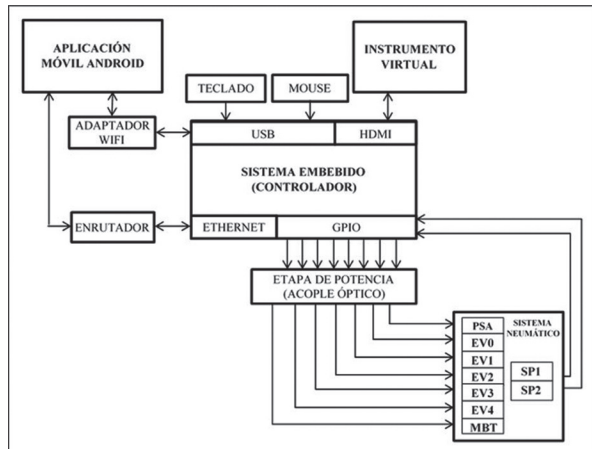 APLICACIÓN
MÓVIL ANDROID
INSTRUMENTO
VIRTUAL
TECLADO
MOUSE
ADAPTADOR
WIFI
USB
HDMI
SISTEMA EMBEBIDO
(CONTROLADOR)
ENRUTADOR
ETHERNET
GPIO
ETAPA DE POTENCIA
(ACOPLE ÓPTICO)
PSA
EV0
EV1
EV2
EV3
EV4
MBT
SISTEMA
NEUMÁTICO
SP1
SP2